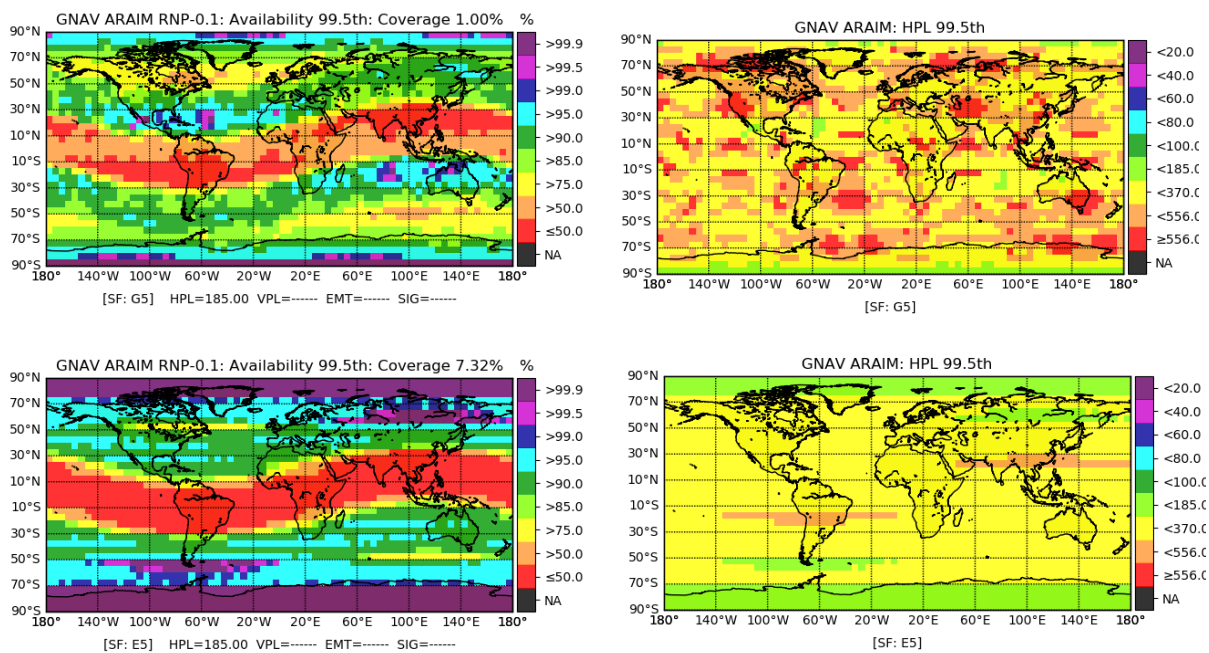 GNAV ARAIM RNP-0.1: Availability 99.5th: Coverage 1.00% %
90°N
70°N
50°N
30°N
10°N
10°S
30°S
50°S
70°S
90°S
180° 140°W 100°W 60°W 20°W 20°E 60°E 100°E 140°E 180°
>99.9
>99.5
>99.0
>95.0
>90.0
>85.0
>75.0
>50.0
≤50.0
NA
[SF: G5] HPL=185.00 VPL=------ EMT=------ SIG=------
GNAV ARAIM: HPL 99.5th
90°N
70°N
50°N
30°N
10°N
10°S
30°S
50°S
70°S
90°S
180° 140°W 100°W 60°W 20°W 20°E 60°E 100°E 140°E 180°
<20.0
<40.0
<60.0
<80.0
<100.0
<185.0
<370.0
<556.0
≥556.0
NA
[SF: G5]
GNAV ARAIM RNP-0.1: Availability 99.5th: Coverage 7.32% %
90°N
70°N
50°N
30°N
10°N
10°S
30°S
50°S
70°S
90°S
180° 140°W 100°W 60°W 20°W 20°E 60°E 100°E 140°E 180°
>99.9
>99.5
>99.0
>95.0
>90.0
>85.0
>75.0
>50.0
≤50.0
NA
[SF: E5] HPL=185.00 VPL=------ EMT=------ SIG=------
GNAV ARAIM: HPL 99.5th
90°N
70°N
50°N
30°N
10°N
10°S
30°S
50°S
70°S
90°S
180° 140°W 100°W 60°W 20°W 20°E 60°E 100°E 140°E 180°
<20.0
<40.0
<60.0
<80.0
<100.0
<185.0
<370.0
<556.0
≥556.0
NA
[SF: E5]